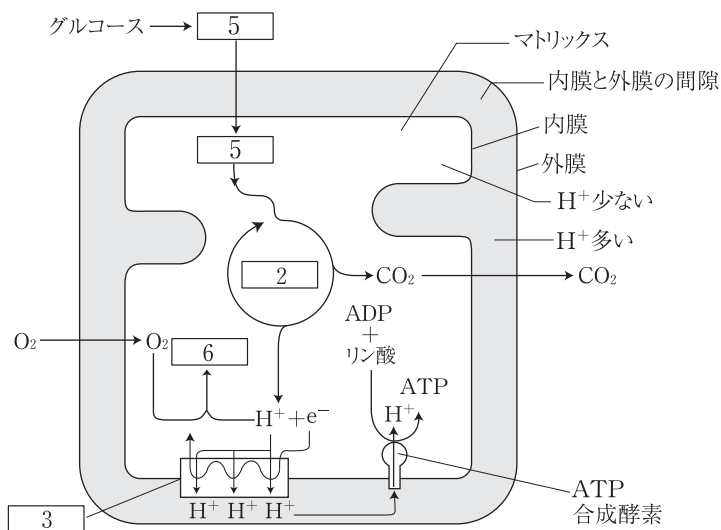 グルコース
5
マトリックス
内膜と外膜の間隙
内膜
5
外膜
H⁺少ない
H⁺多い
2
CO₂
CO₂
ADP
+
リン酸
O₂
O₂
6
ATP
H⁺+e⁻
H⁺
3
H⁺ H⁺ H⁺
ATP
合成酵素